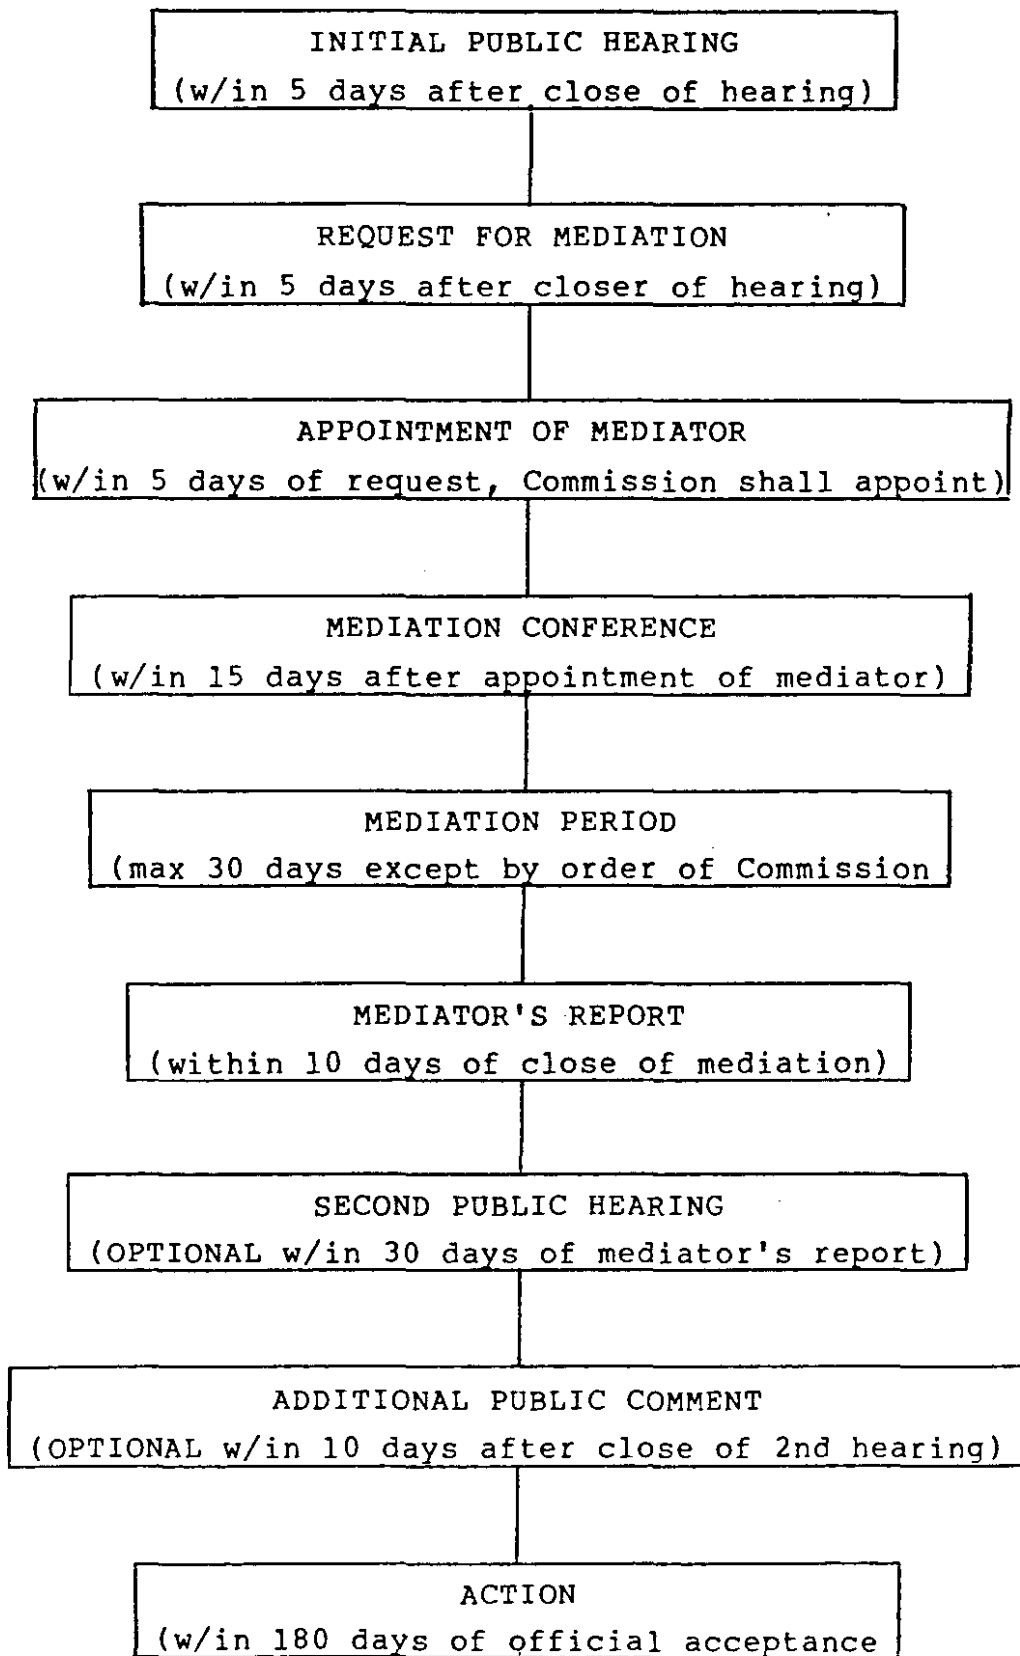 INITIAL PUBLIC HEARING
(w/in 5 days after close of hearing)
REQUEST FOR MEDIATION
(w/in 5 days after closer of hearing)
APPOINTMENT OF MEDIATOR
(w/in 5 days of request, Commission shall appoint)
MEDIATION CONFERENCE
(w/in 15 days after appointment of mediator)
MEDIATION PERIOD
(max 30 days except by order of Commission
MEDIATOR'S REPORT
(within 10 days of close of mediation)
SECOND PUBLIC HEARING
(OPTIONAL w/in 30 days of mediator's report)
ADDITIONAL PUBLIC COMMENT
(OPTIONAL w/in 10 days after close of 2nd hearing)
ACTION
(w/in 180 days of official acceptance